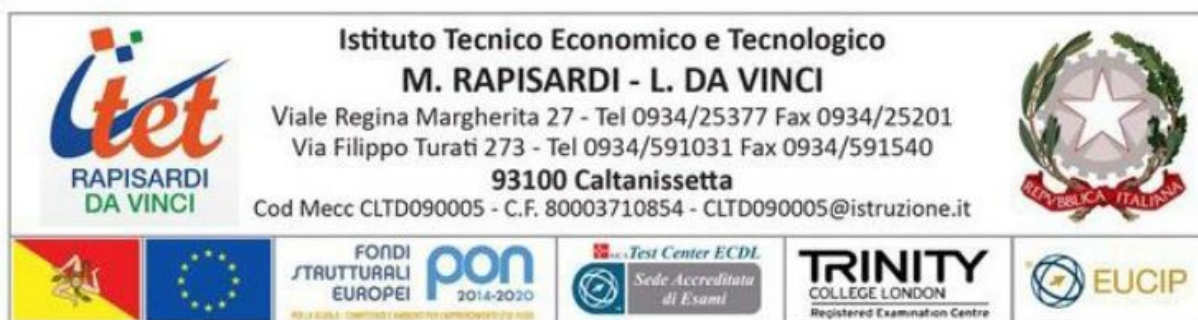 Istituto Tecnico Economico e Tecnologico
M. RAPISARDI - L. DA VINCI
Viale Regina Margherita 27 - Tel 0934/25377 Fax 0934/25201
Via Filippo Turati 273 - Tel 0934/591031 Fax 0934/591540
93100 Caltanissetta
Cod Mecc CLTD090005 - C.F. 80003710854 - CLTD090005@istruzione.it
itet
RAPISARDI
DA VINCI
REPVBBLICA ITALIANA
FONDI
STRUTTURALI
EUROPEI
pon
2014-2020
Test Center ECDL
Sede Accreditata
di Esami
TRINITY
COLLEGE LONDON
Registered Examination Centre
EUCIP